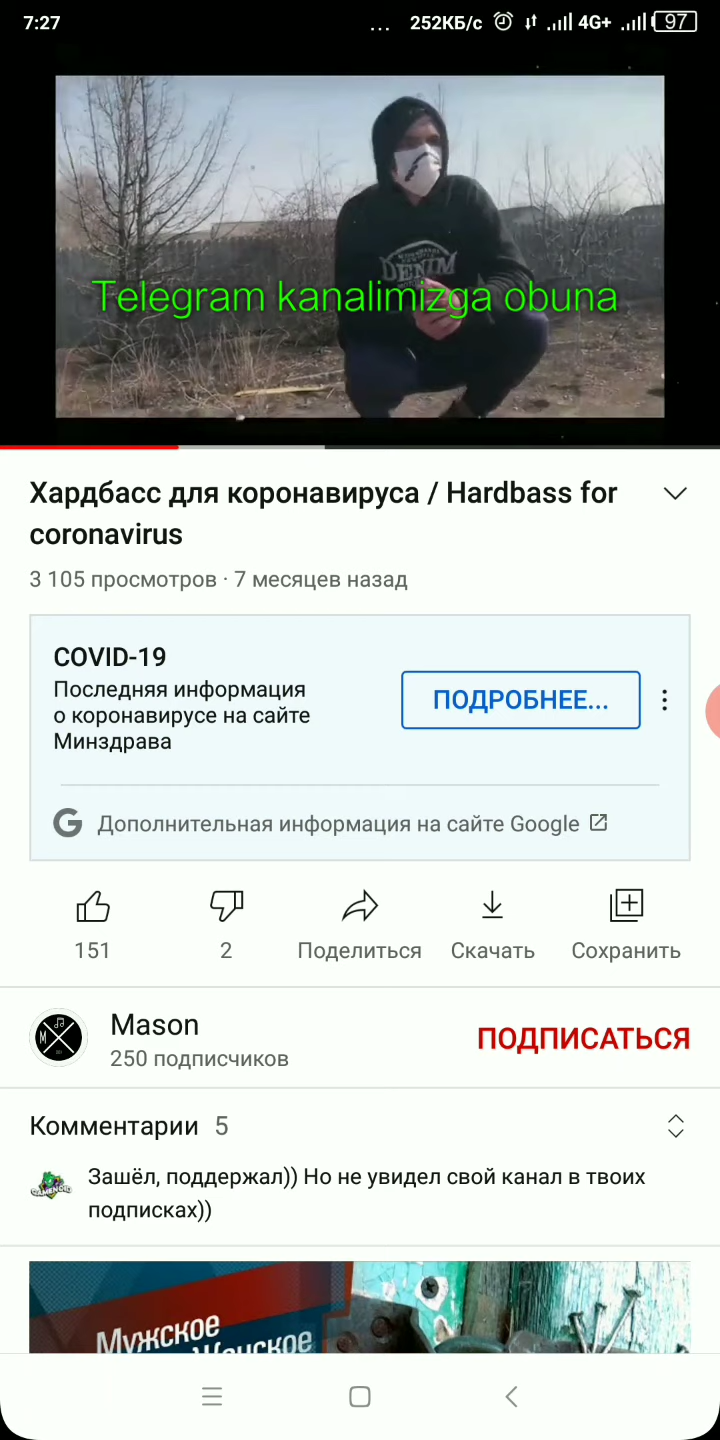 7:27 ... 252КБ/с 4G+ 97
DENIM
Telegram kanalimizga obuna
Хардбасс для коронавируса / Hardbass for
coronavirus
3 105 просмотров · 7 месяцев назад
COVID-19
Последняя информация
о коронавирусе на сайте
Минздрава
ПОДРОБНЕЕ...
Дополнительная информация на сайте Google
151
2
Поделиться
Скачать
Сохранить
Mason
250 подписчиков
ПОДПИСАТЬСЯ
Комментарии 5
Зашёл, поддержал)) Но не увидел свой канал в твоих
подписках))
Мужское
Женское